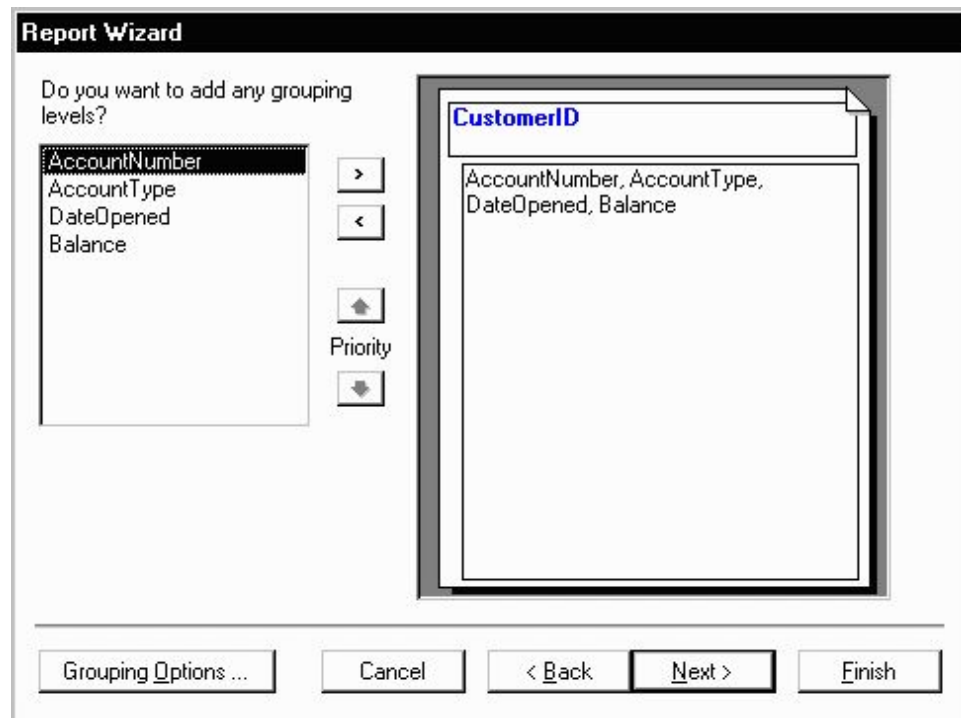 Report Wizard
Do you want to add any grouping
levels?
AccountNumber
AccountType
DateOpened
Balance
>
<
Priority
CustomerID
AccountNumber, AccountType,
DateOpened, Balance
Grouping Options ...
Cancel
< Back
Next >
Finish